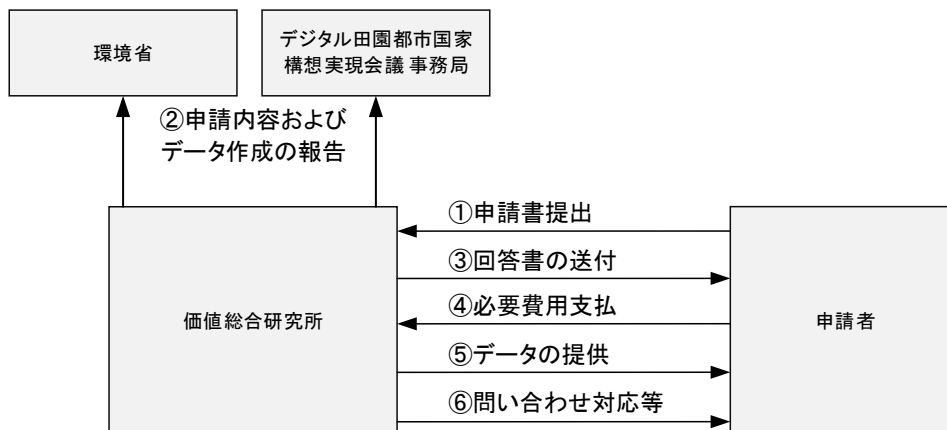 環境省
デジタル田園都市国家
構想実現会議 事務局
②申請内容および
データ作成の報告
①申請書提出
③回答書の送付
④必要費用支払
⑤データの提供
⑥問い合わせ対応等
価値総合研究所
申請者